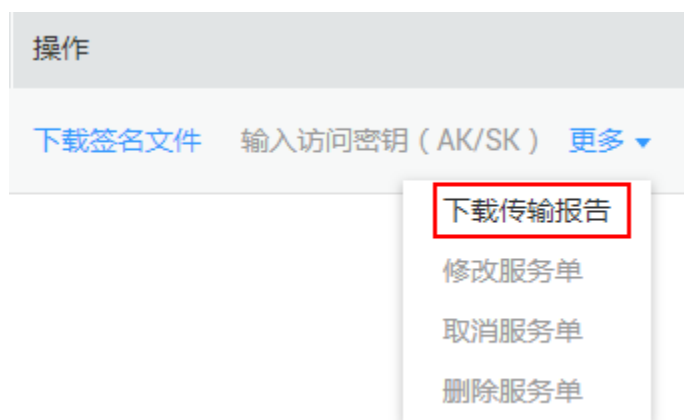 操作
下载签名文件 输入访问密钥（AK/SK） 更多
下载传输报告
修改服务单
取消服务单
删除服务单